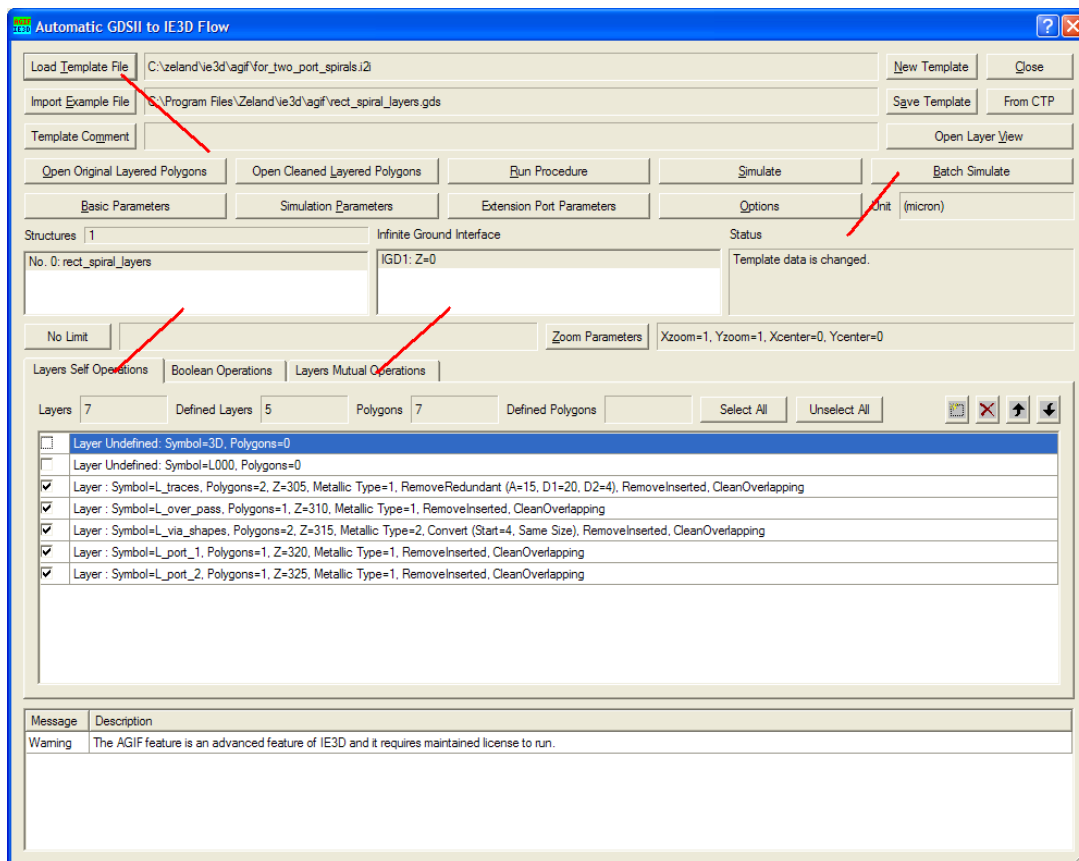 AGIF IE3D Automatic GDSII to IE3D Flow
Load Template File C:\zeland\ie3d\agif\for_two_port_spirals.i2i New Template Close
Import Example File C:\Program Files\Zeland\ie3d\agif\rect_spiral_layers.gds Save Template From CTP
Template Comment Open Layer View
Open Original Layered Polygons Open Cleaned Layered Polygons Run Procedure Simulate Batch Simulate
Basic Parameters Simulation Parameters Extension Port Parameters Options Unit (micron)
Structures 1 Infinite Ground Interface Status
No. 0: rect_spiral_layers IGD1: Z=0 Template data is changed.
No Limit Zoom Parameters Xzoom=1, Yzoom=1, Xcenter=0, Ycenter=0
Layers Self Operations Boolean Operations Layers Mutual Operations
Layers 7 Defined Layers 5 Polygons 7 Defined Polygons Select All Unselect All
Layer Undefined: Symbol=3D, Polygons=0
Layer Undefined: Symbol=L000, Polygons=0
Layer : Symbol=L_traces, Polygons=2, Z=305, Metallic Type=1, RemoveRedundant (A=15, D1=20, D2=4), RemoveInserted, CleanOverlapping
Layer : Symbol=L_over_pass, Polygons=1, Z=310, Metallic Type=1, RemoveInserted, CleanOverlapping
Layer : Symbol=L_via_shapes, Polygons=2, Z=315, Metallic Type=2, Convert (Start=4, Same Size), RemoveInserted, CleanOverlapping
Layer : Symbol=L_port_1, Polygons=1, Z=320, Metallic Type=1, RemoveInserted, CleanOverlapping
Layer : Symbol=L_port_2, Polygons=1, Z=325, Metallic Type=1, RemoveInserted, CleanOverlapping
Message Description
Warning The AGIF feature is an advanced feature of IE3D and it requires maintained license to run.